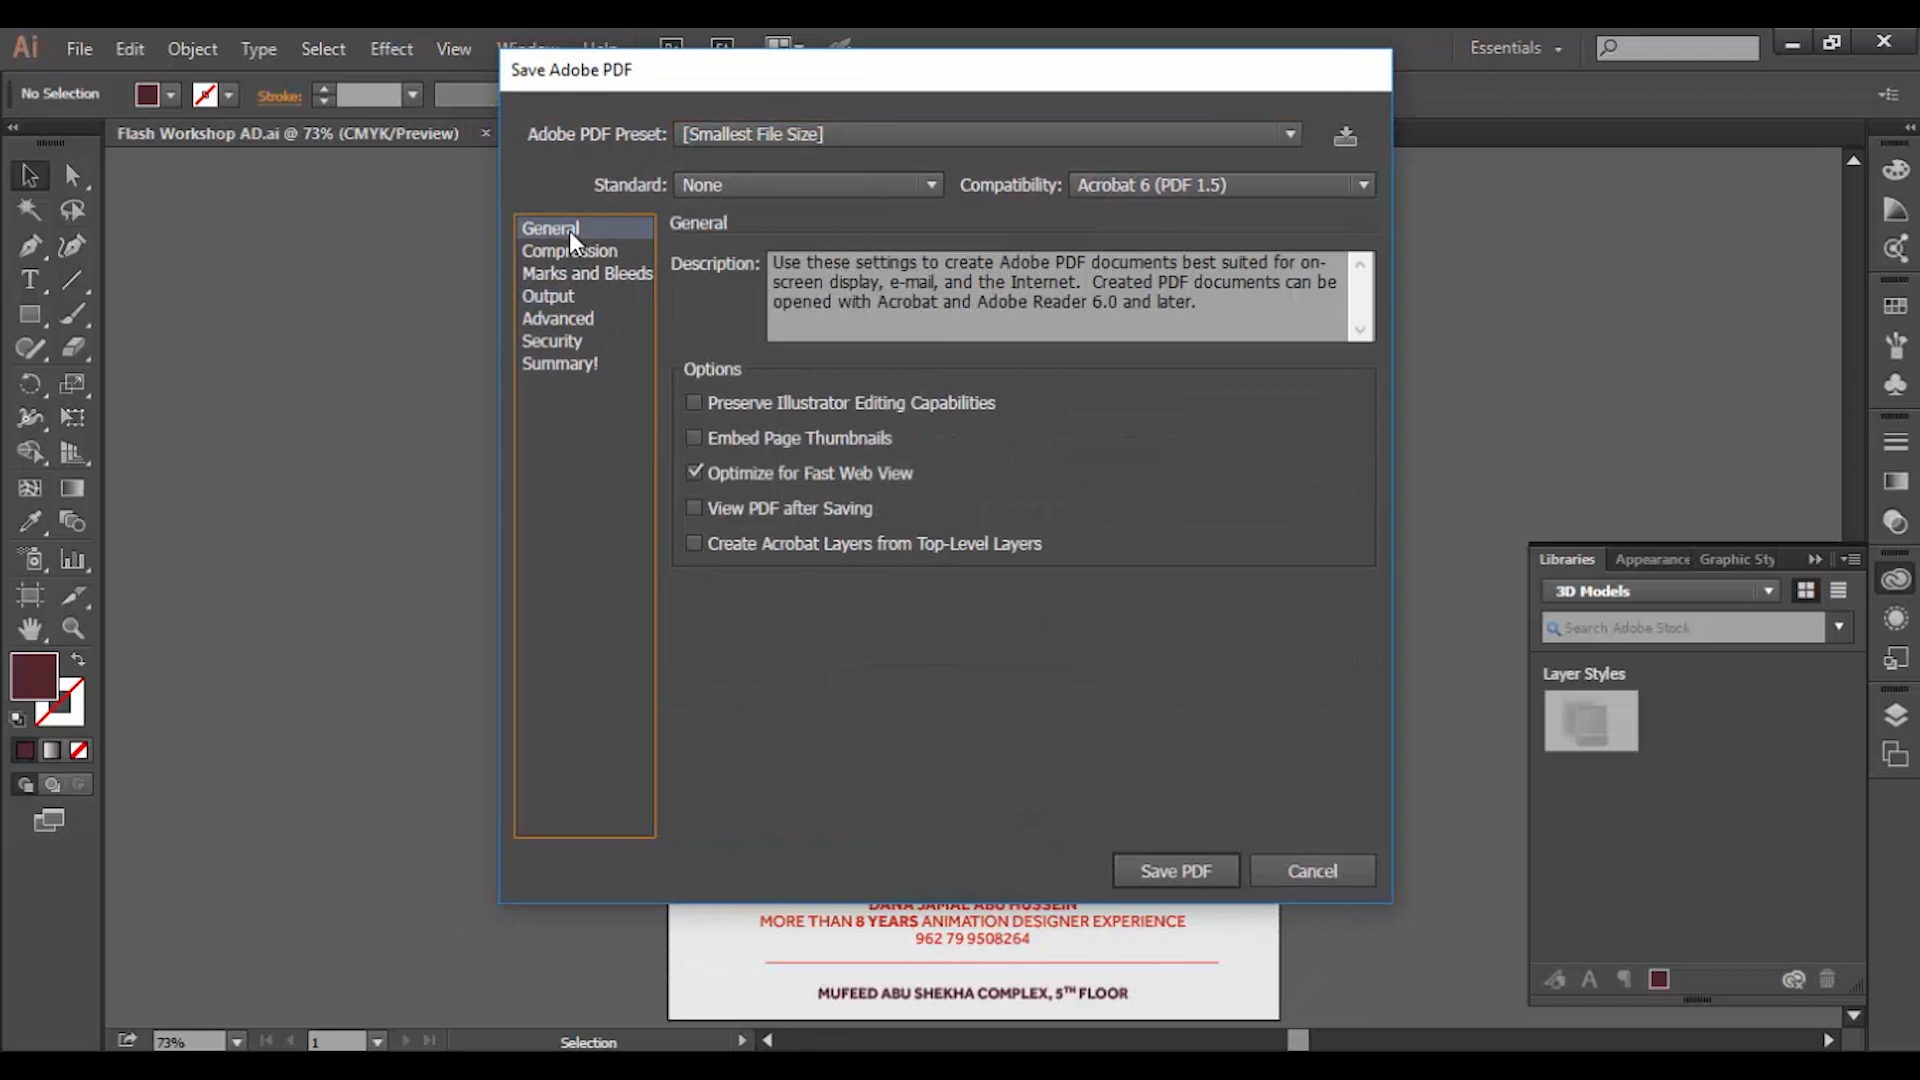 Ai File Edit Object Type Select Effect View Window Help
Essentials
Save Adobe PDF
No Selection
Stroke:
Flash Workshop AD.ai @ 73% (CMYK/Preview)
Adobe PDF Preset: [Smallest File Size]
Standard: None
Compatibility: Acrobat 6 (PDF 1.5)
General
Compression
Marks and Bleeds
Output
Advanced
Security
Summary!
General
Description: Use these settings to create Adobe PDF documents best suited for on-
screen display, e-mail, and the Internet. Created PDF documents can be
opened with Acrobat and Adobe Reader 6.0 and later.
Options
Preserve Illustrator Editing Capabilities
Embed Page Thumbnails
Optimize for Fast Web View
View PDF after Saving
Create Acrobat Layers from Top-Level Layers
Save PDF
Cancel
Libraries Appearance Graphic Sty
3D Models
Search Adobe Stock
Layer Styles
DANA JAMAL ABU HUSSEIN
MORE THAN 8 YEARS ANIMATION DESIGNER EXPERIENCE
962 79 9508264
MUFEED ABU SHEKHA COMPLEX, 5TH FLOOR
73%
1
Selection